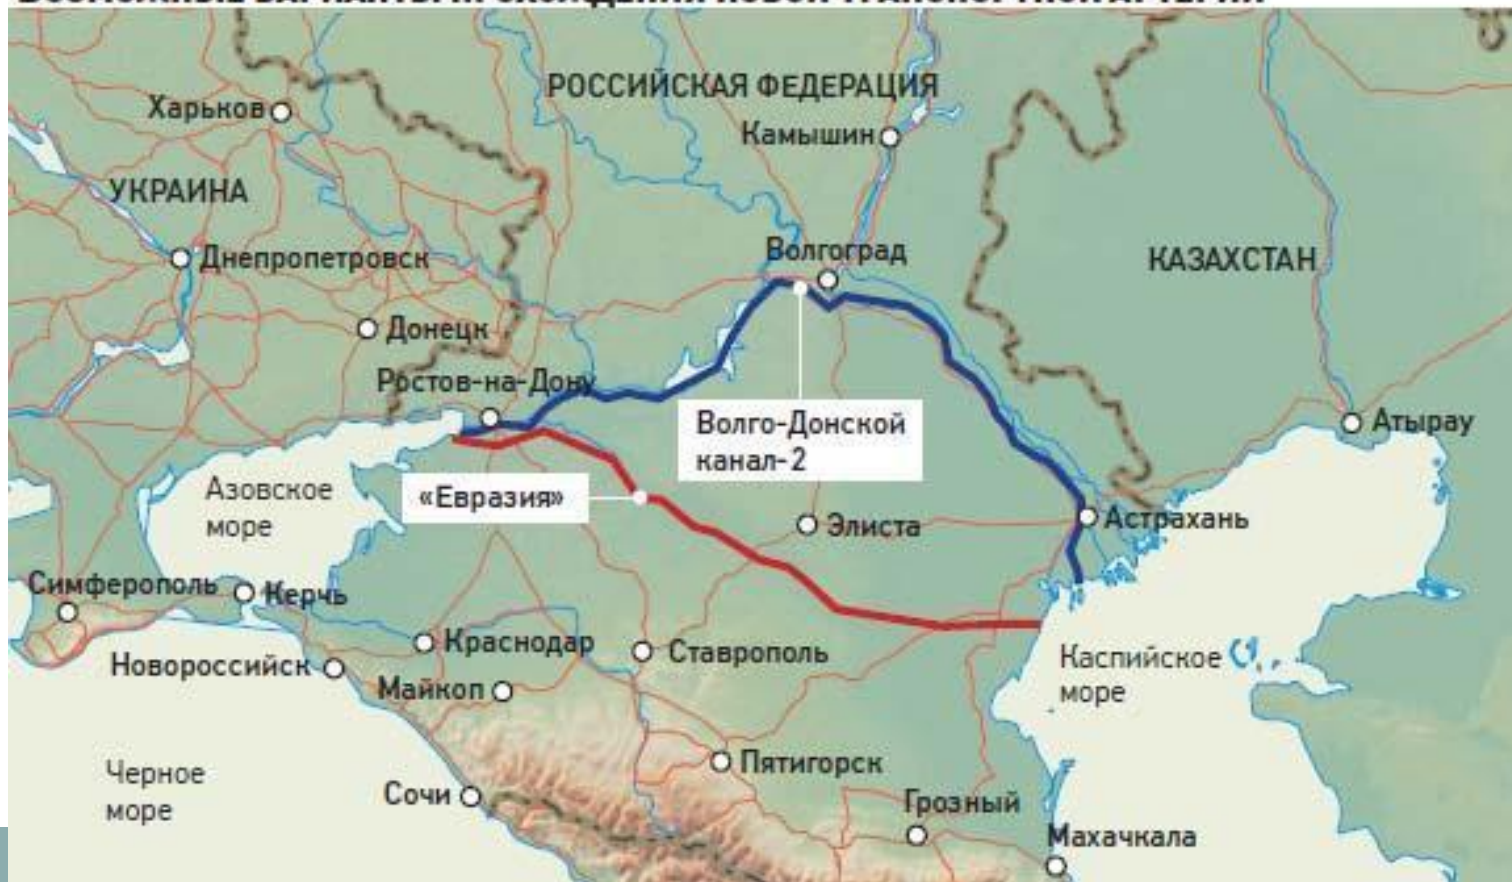 РОССИЙСКАЯ ФЕДЕРАЦИЯ
Харьков
Камышин
УКРАИНА
Волгоград
Днепропетровск
КАЗАХСТАН
Донецк
Ростов-на-Дону
Волго-Донской
канал-2
Атырау
«Евразия»
Азовское
море
Элиста
Астрахань
Симферополь
Керчь
Краснодар
Ставрополь
Новороссийск
Каспийское
море
Майкоп
Черное
море
Пятигорск
Сочи
Грозный
Махачкала